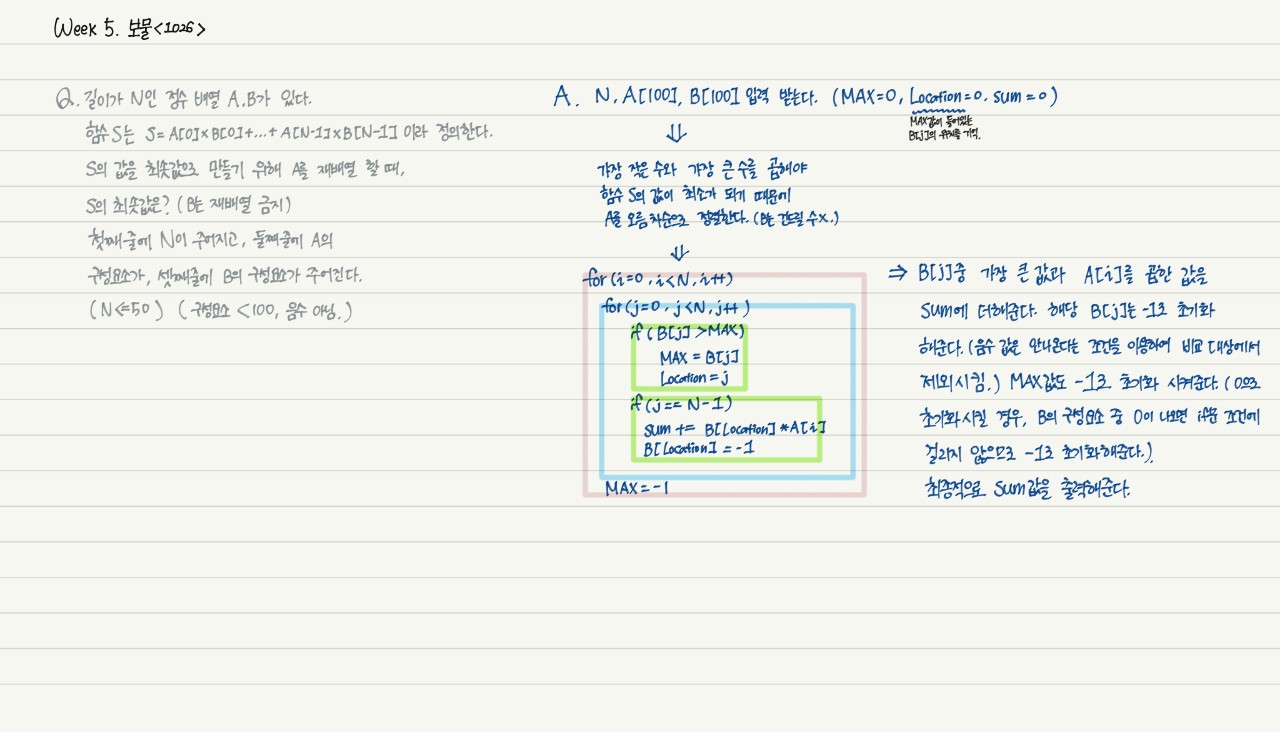 Week 5. 보물<1026>
Q. 길이가 N인 정수 배열 A,B가 있다.
함수 S는 S=A[0]×B[0]+...+A[N-1]×B[N-1] 이라 정의한다.
S의 값을 최솟값으로 만들기 위해 A를 재배열 할 때,
S의 최솟값은? (B는 재배열 금지)
첫째줄에 N이 주어지고, 둘째줄에 A의
구성요소가, 셋째줄에 B의 구성요소가 주어진다.
(N<=50) (구성요소 <100, 음수 아님.)
A. N, A[100], B[100] 입력 받는다. (MAX=0, Location=0, sum=0)
MAX값이 들어있는
B[j]의 위치를 기억.
⇓
가장 작은 수와 가장 큰 수를 곱해야
함수 S의 값이 최소가 되기 때문에
A를 오름차순으로 정렬한다. (B는 건드릴 수 x.)
⇓
for (i=0, i<N, i++)
for (j=0, j<N, j++)
if (B[j] >MAX)
MAX = B[j]
Location = j
if (j == N-1)
sum += B[Location] *A[i]
B[Location] = -1
MAX=-1
⇒ B[j]중 가장 큰 값과 A[i]를 곱한 값을
sum에 더해준다. 해당 B[j]는 -1로 초기화
해준다. (음수 값은 안나온다는 조건을 이용하여 비교 대상에서
제외시킴.) MAX값도 -1로 초기화 시켜준다. (0으로
초기화시킬 경우, B의 구성요소 중 0이 나오면 if문 조건에
걸리지 않으므로 -1로 초기화해준다.).
최종적으로 sum값을 출력해준다.